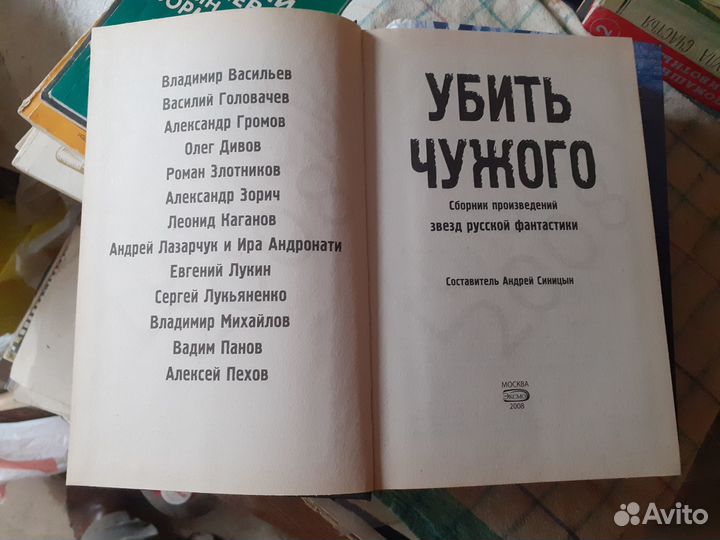 Владимир Васильев
Василий Головачев
Александр Громов
Олег Дивов
Роман Злотников
Александр Зорич
Леонид Каганов
Андрей Лазарчук и Ира Андронати
Евгений Лукин
Сергей Лукьяненко
Владимир Михайлов
Вадим Панов
Алексей Пехов
УБИТЬ
ЧУЖОГО
Сборник произведений
звезд русской фантастики
Составитель Андрей Синицын
МОСКВА
ЭКСМО
2008
СЧАСТЬЯ
Avito